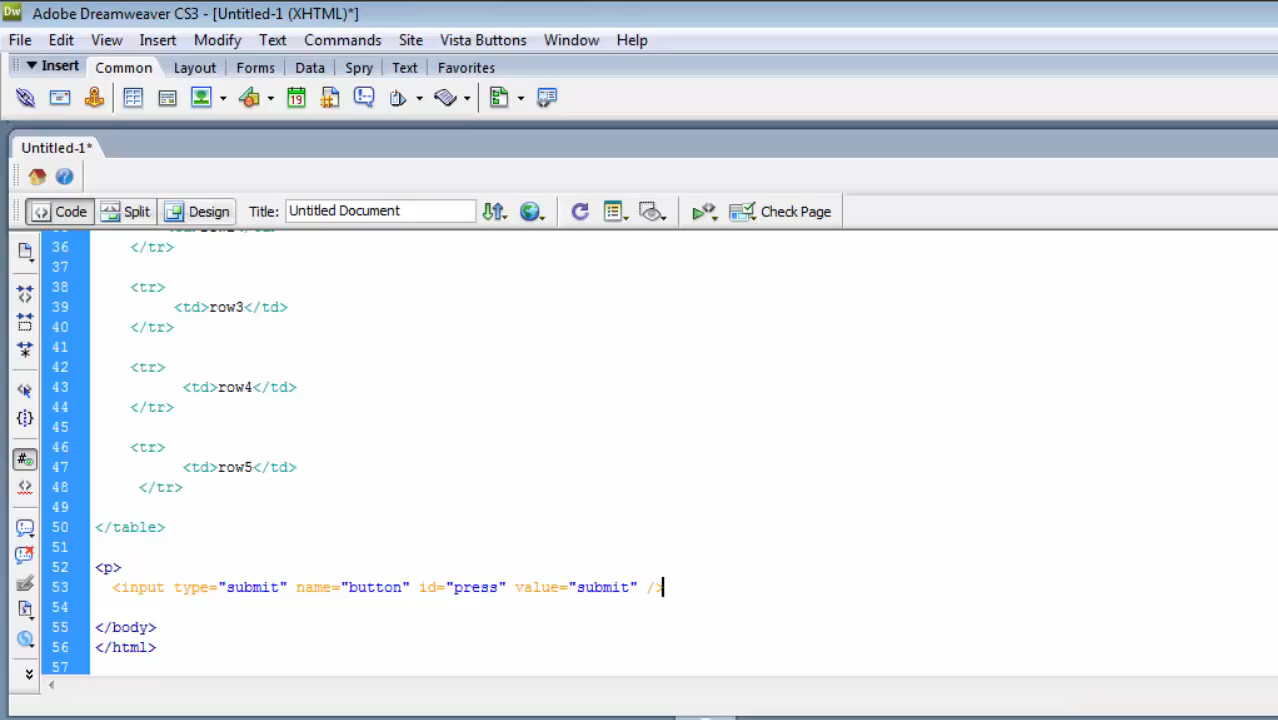 Dw Adobe Dreamweaver CS3 - [Untitled-1 (XHTML)*]
File Edit View Insert Modify Text Commands Site Vista Buttons Window Help
Insert Common Layout Forms Data Spry Text Favorites
19
Untitled-1*
Code Split Design Title: Untitled Document Check Page
36 </tr>
37
38 <tr>
39 <td>row3</td>
40 </tr>
41
42 <tr>
43 <td>row4</td>
44 </tr>
45
46 <tr>
47 <td>row5</td>
48 </tr>
49
50 </table>
51
52 <p>
53 <input type="submit" name="button" id="press" value="submit" />
54
55 </body>
56 </html>
57